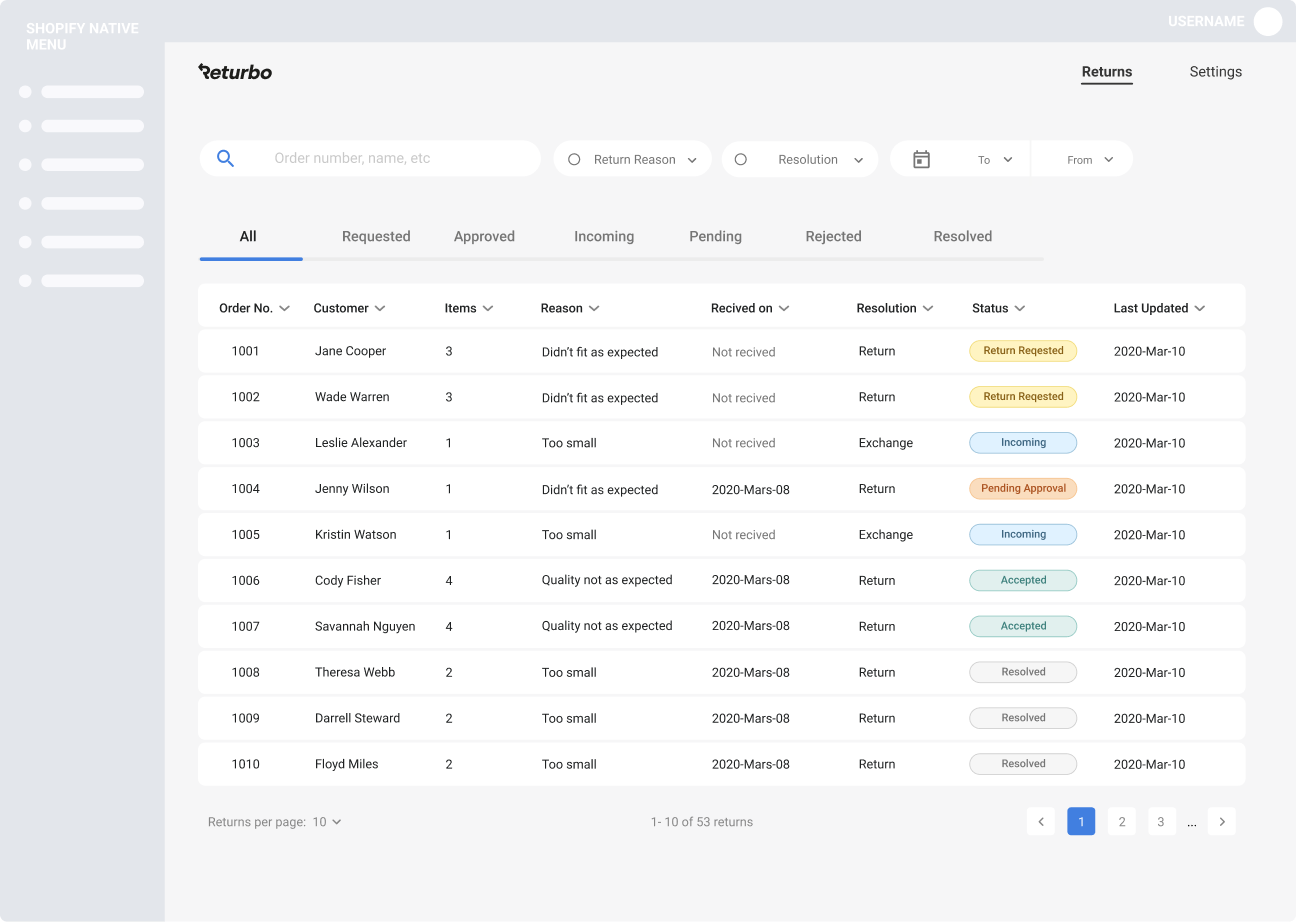 SHOPIFY NATIVE
MENU
USERNAME
Returbo
Returns Settings
Order number, name, etc Return Reason Resolution To From
All Requested Approved Incoming Pending Rejected Resolved
Order No. Customer Items Reason Recived on Resolution Status Last Updated
1001 Jane Cooper 3 Didn’t fit as expected Not recived Return Return Reqested 2020-Mar-10
1002 Wade Warren 3 Didn’t fit as expected Not recived Return Return Reqested 2020-Mar-10
1003 Leslie Alexander 1 Too small Not recived Exchange Incoming 2020-Mar-10
1004 Jenny Wilson 1 Didn’t fit as expected 2020-Mars-08 Return Pending Approval 2020-Mar-10
1005 Kristin Watson 1 Too small Not recived Exchange Incoming 2020-Mar-10
1006 Cody Fisher 4 Quality not as expected 2020-Mars-08 Return Accepted 2020-Mar-10
1007 Savannah Nguyen 4 Quality not as expected 2020-Mars-08 Return Accepted 2020-Mar-10
1008 Theresa Webb 2 Too small 2020-Mars-08 Return Resolved 2020-Mar-10
1009 Darrell Steward 2 Too small 2020-Mars-08 Return Resolved 2020-Mar-10
1010 Floyd Miles 2 Too small 2020-Mars-08 Return Resolved 2020-Mar-10
Returns per page: 10 1- 10 of 53 returns 1 2 3 ...